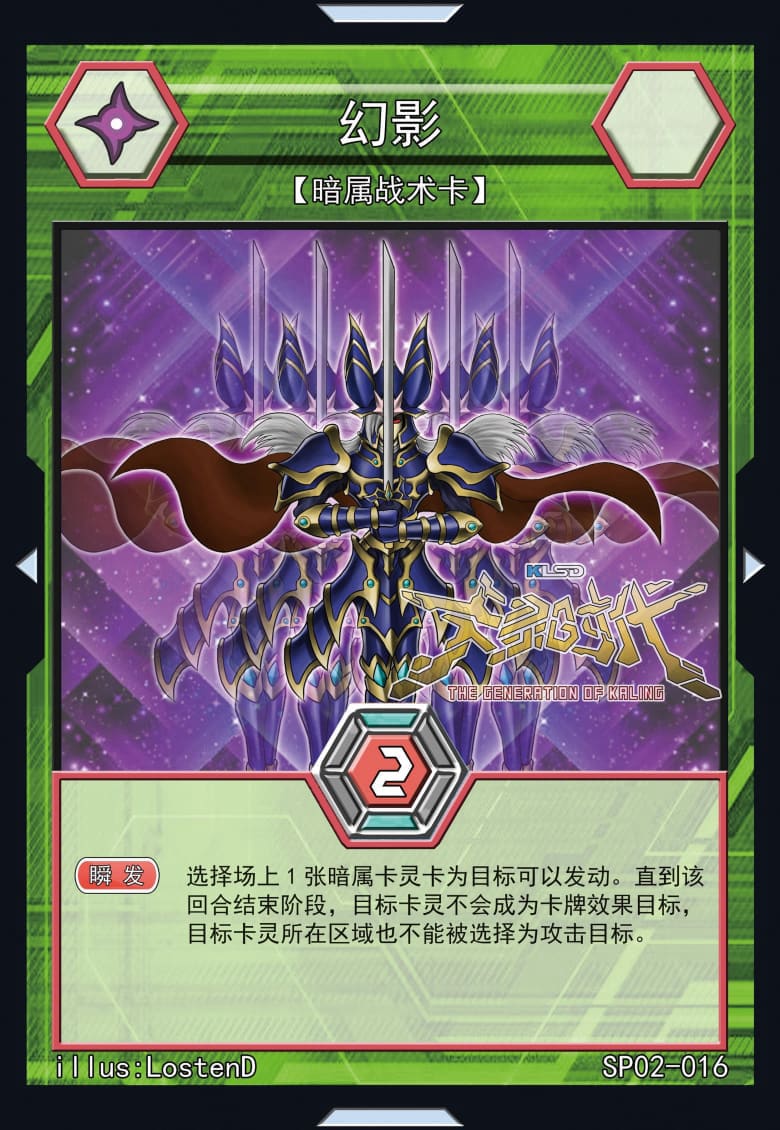 幻影
【暗属战术卡】
KLSD
THE GENERATION OF KALING
2
瞬发
选择场上1张暗属卡灵卡为目标可以发动。直到该
回合结束阶段，目标卡灵不会成为卡牌效果目标，
目标卡灵所在区域也不能被选择为攻击目标。
illus:LostenD
SP02-016